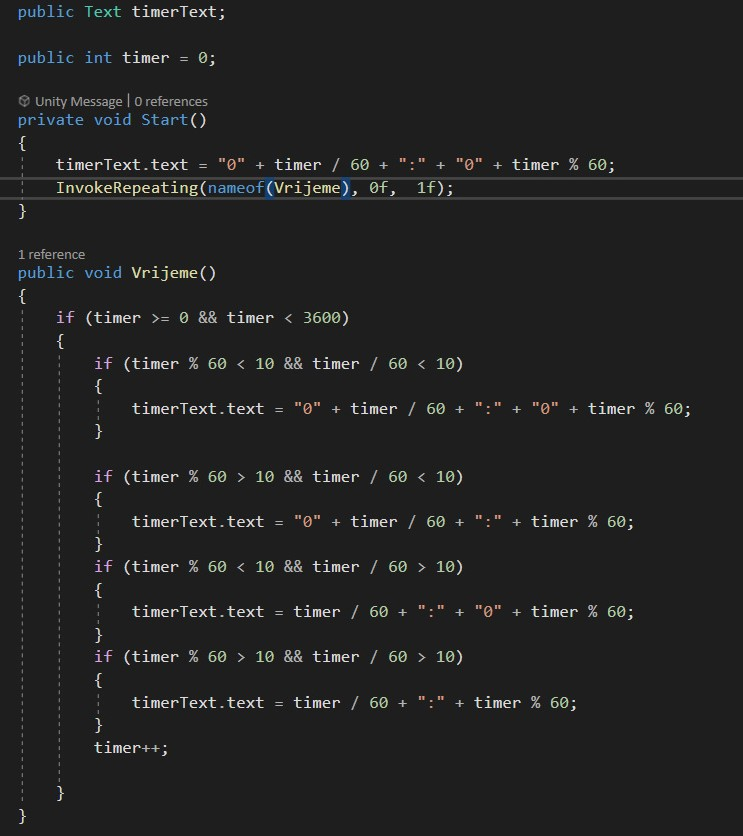 public Text timerText;
public int timer = 0;
Unity Message | 0 references
private void Start()
{
timerText.text = "0" + timer / 60 + ":" + "0" + timer % 60;
InvokeRepeating(nameof(Vrijeme), 0f,  1f);
}
1 reference
public void Vrijeme()
{
if (timer >= 0 && timer < 3600)
{
if (timer % 60 < 10 && timer / 60 < 10)
{
timerText.text = "0" + timer / 60 + ":" + "0" + timer % 60;
}
if (timer % 60 > 10 && timer / 60 < 10)
{
timerText.text = "0" + timer / 60 + ":" + timer % 60;
}
if (timer % 60 < 10 && timer / 60 > 10)
{
timerText.text = timer / 60 + ":" + "0" + timer % 60;
}
if (timer % 60 > 10 && timer / 60 > 10)
{
timerText.text = timer / 60 + ":" + timer % 60;
}
timer++;
}
}